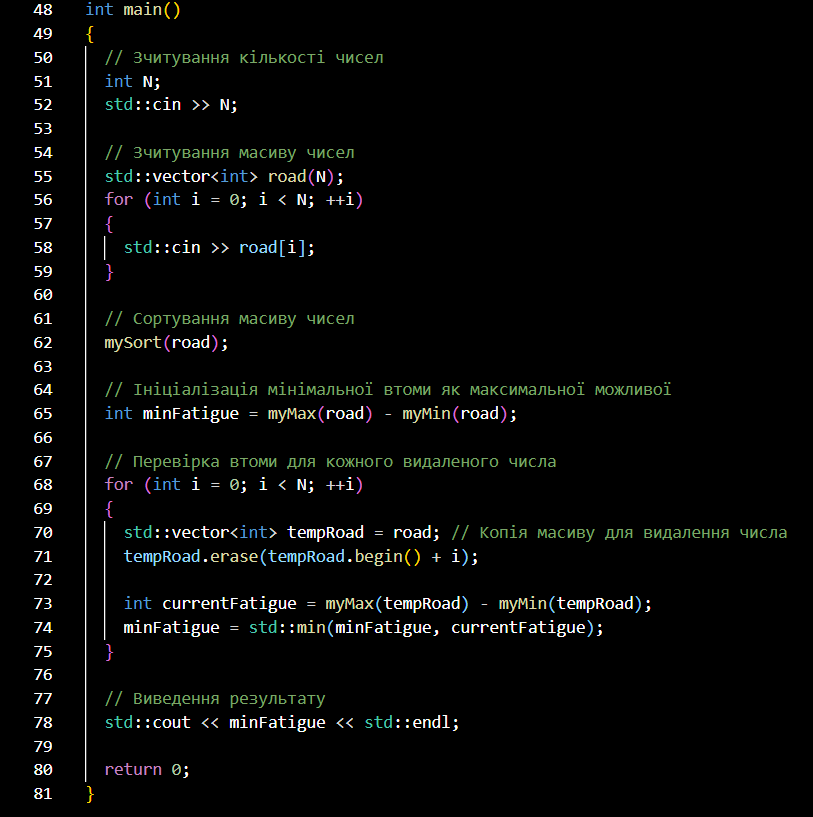 48 int main()
49 {
50 // Зчитування кількості чисел
51 int N;
52 std::cin >> N;
53
54 // Зчитування масиву чисел
55 std::vector<int> road(N);
56 for (int i = 0; i < N; ++i)
57 {
58 std::cin >> road[i];
59 }
60
61 // Сортування масиву чисел
62 mySort(road);
63
64 // Ініціалізація мінімальної втоми як максимальної можливої
65 int minFatigue = myMax(road) - myMin(road);
66
67 // Перевірка втоми для кожного видаленого числа
68 for (int i = 0; i < N; ++i)
69 {
70 std::vector<int> tempRoad = road; // Копія масиву для видалення числа
71 tempRoad.erase(tempRoad.begin() + i);
72
73 int currentFatigue = myMax(tempRoad) - myMin(tempRoad);
74 minFatigue = std::min(minFatigue, currentFatigue);
75 }
76
77 // Виведення результату
78 std::cout << minFatigue << std::endl;
79
80 return 0;
81 }